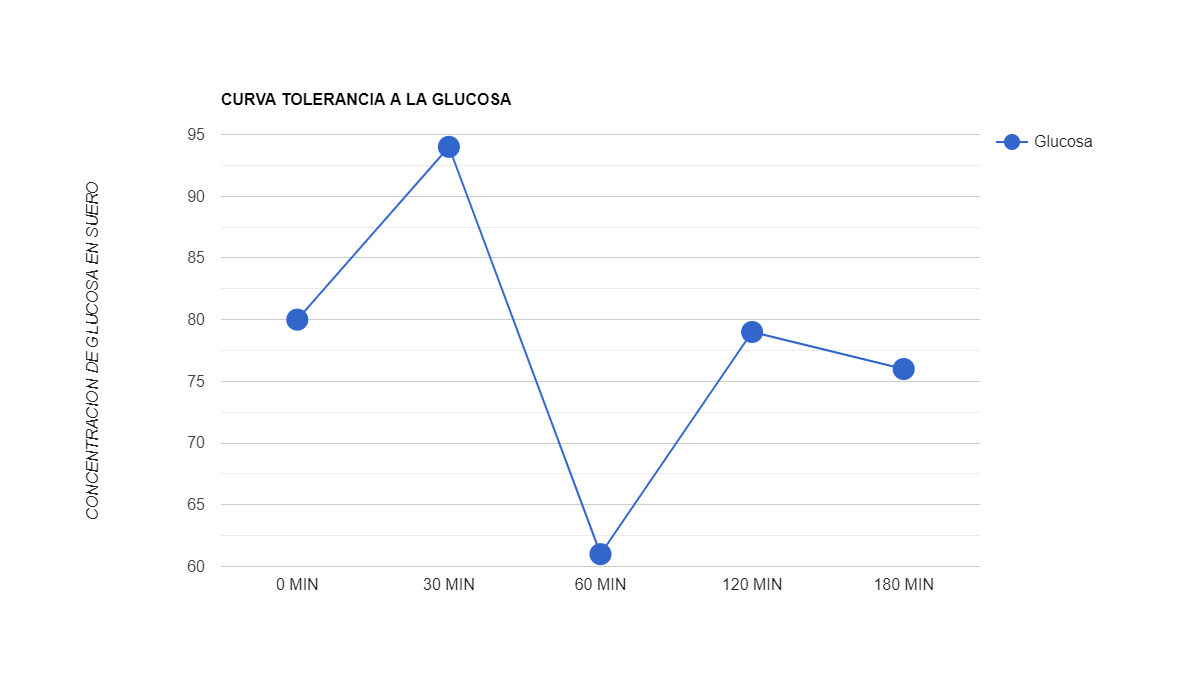 CURVA TOLERANCIA A LA GLUCOSA
Glucosa
CONCENTRACION DE GLUCOSA EN SUERO
95
90
85
80
75
70
65
60
0 MIN 30 MIN 60 MIN 120 MIN 180 MIN